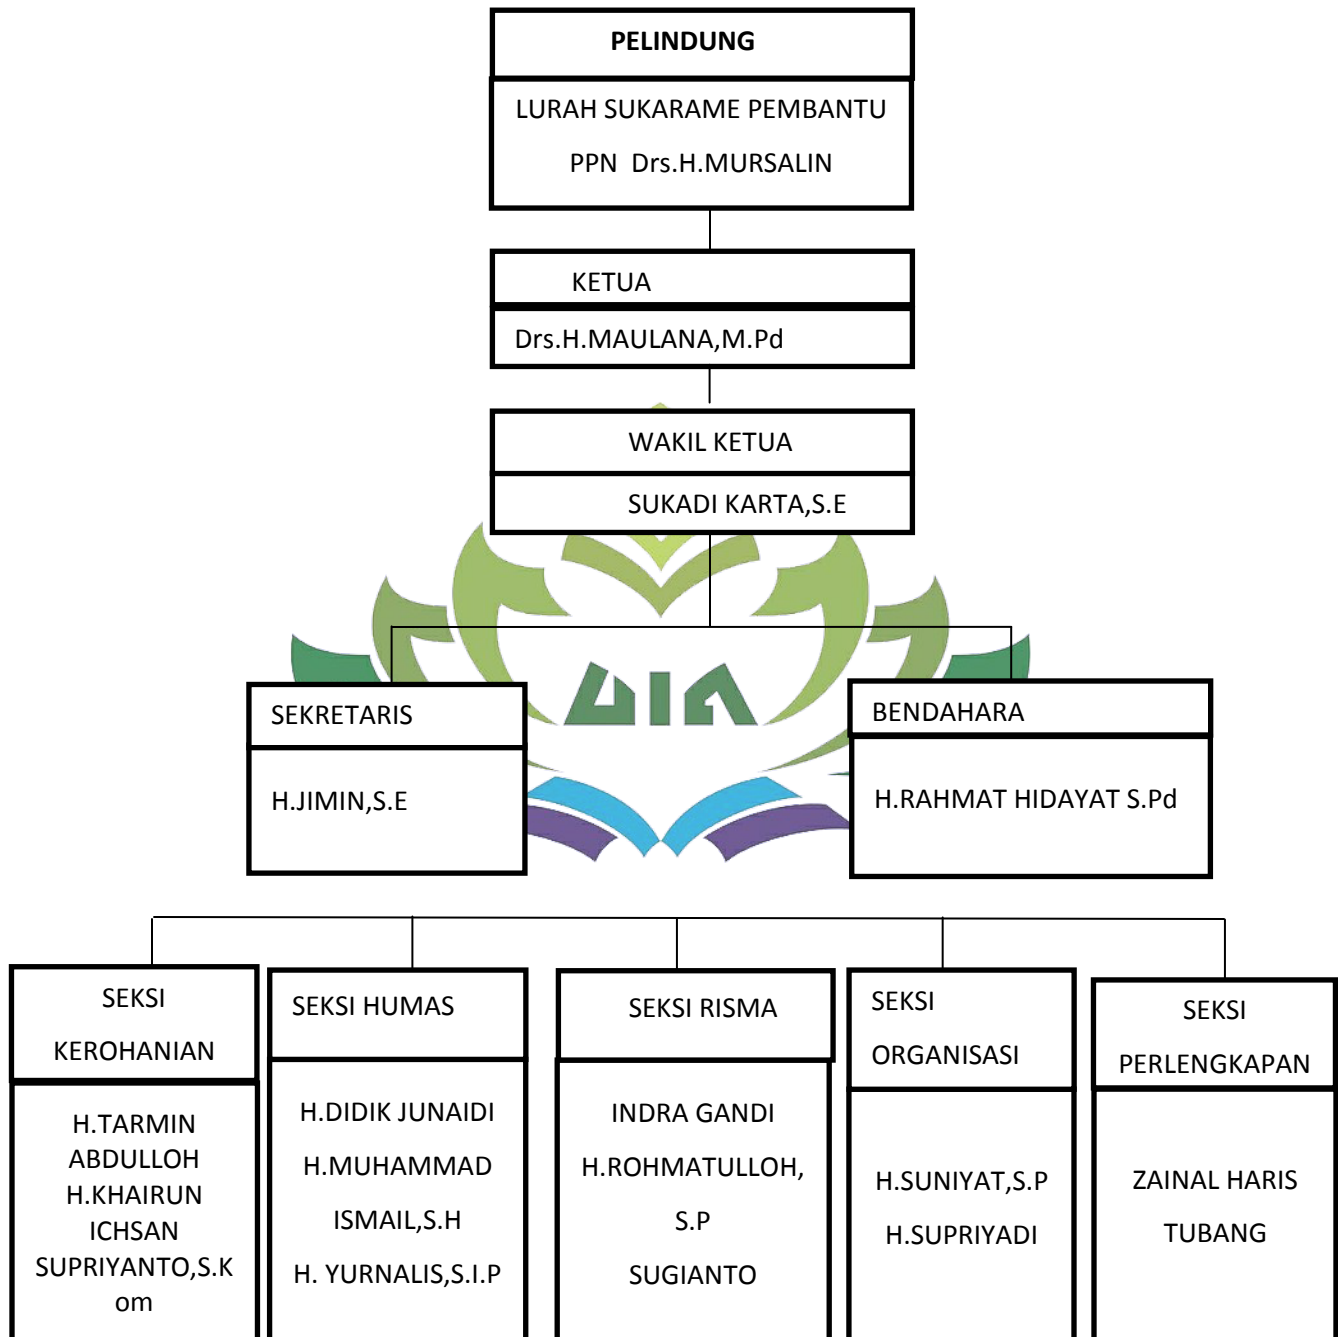 PELINDUNG
LURAH SUKARAME PEMBANTU
PPN Drs.H.MURSALIN
KETUA
Drs.H.MAULANA,M.Pd
WAKIL KETUA
SUKADI KARTA,S.E
UIN
SEKRETARIS
H.JIMIN,S.E
BENDAHARA
H.RAHMAT HIDAYAT S.Pd
SEKSI
KEROHANIAN
H.TARMIN
ABDULLOH
H.KHAIRUN
ICHSAN
SUPRIYANTO,S.K
om
SEKSI HUMAS
H.DIDIK JUNAIDI
H.MUHAMMAD
ISMAIL,S.H
H. YURNALIS,S.I.P
SEKSI RISMA
INDRA GANDI
H.ROHMATULLOH,
S.P
SUGIANTO
SEKSI
ORGANISASI
H.SUNIYAT,S.P
H.SUPRIYADI
SEKSI
PERLENGKAPAN
ZAINAL HARIS
TUBANG